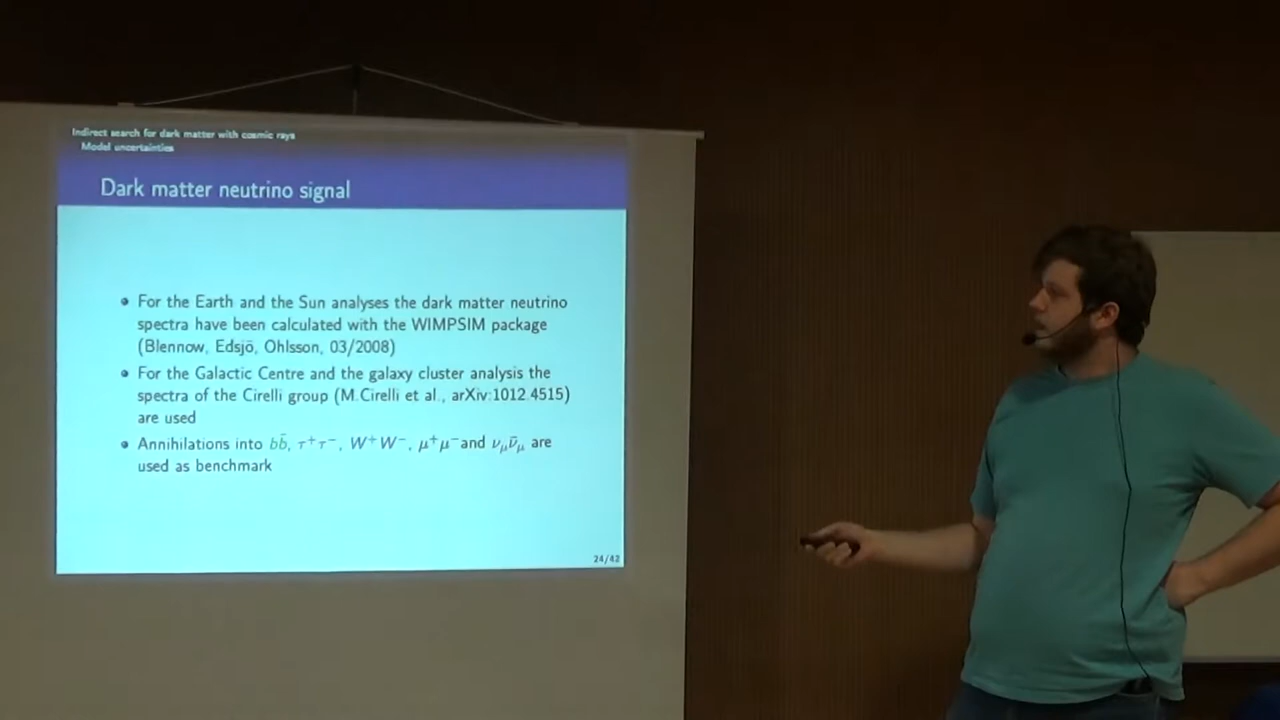 Indirect search for dark matter with cosmic rays
Model uncertainties
Dark matter neutrino signal
• For the Earth and the Sun analyses the dark matter neutrino
spectra have been calculated with the WIMPSIM package
(Blennow, Edsjö, Ohlsson, 03/2008)
• For the Galactic Centre and the galaxy cluster analysis the
spectra of the Cirelli group (M.Cirelli et al., arXiv:1012.4515)
are used
• Annihilations into bb̄, τ⁺τ⁻, W⁺W⁻, μ⁺μ⁻and νμν̄μ are
used as benchmark
24/42